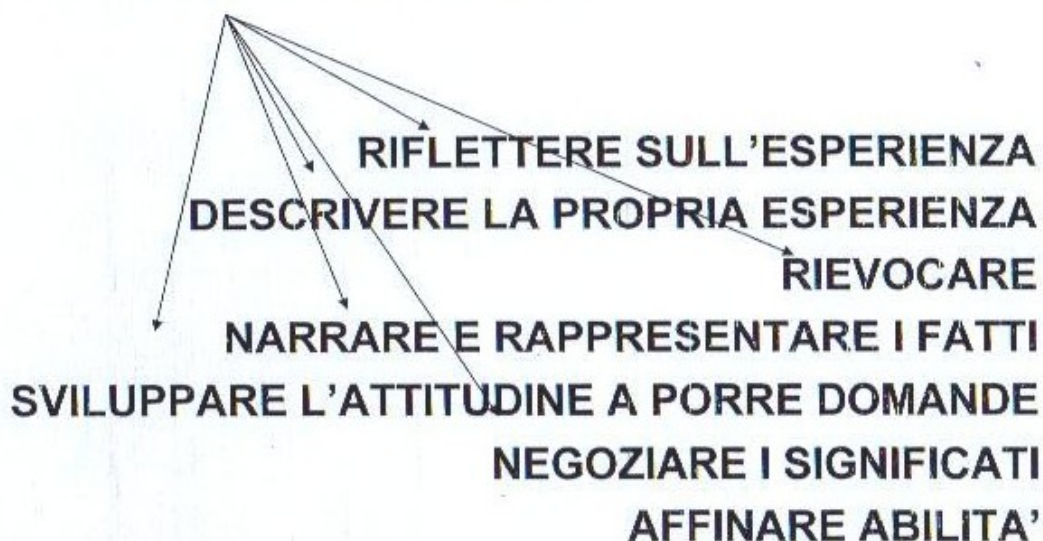 RIFLETTERE SULL'ESPERIENZA
DESCRIVERE LA PROPRIA ESPERIENZA
RIEVOCARE
NARRARE E RAPPRESENTARE I FATTI
SVILUPPARE L'ATTITUDINE A PORRE DOMANDE
NEGOZIARE I SIGNIFICATI
AFFINARE ABILITA'